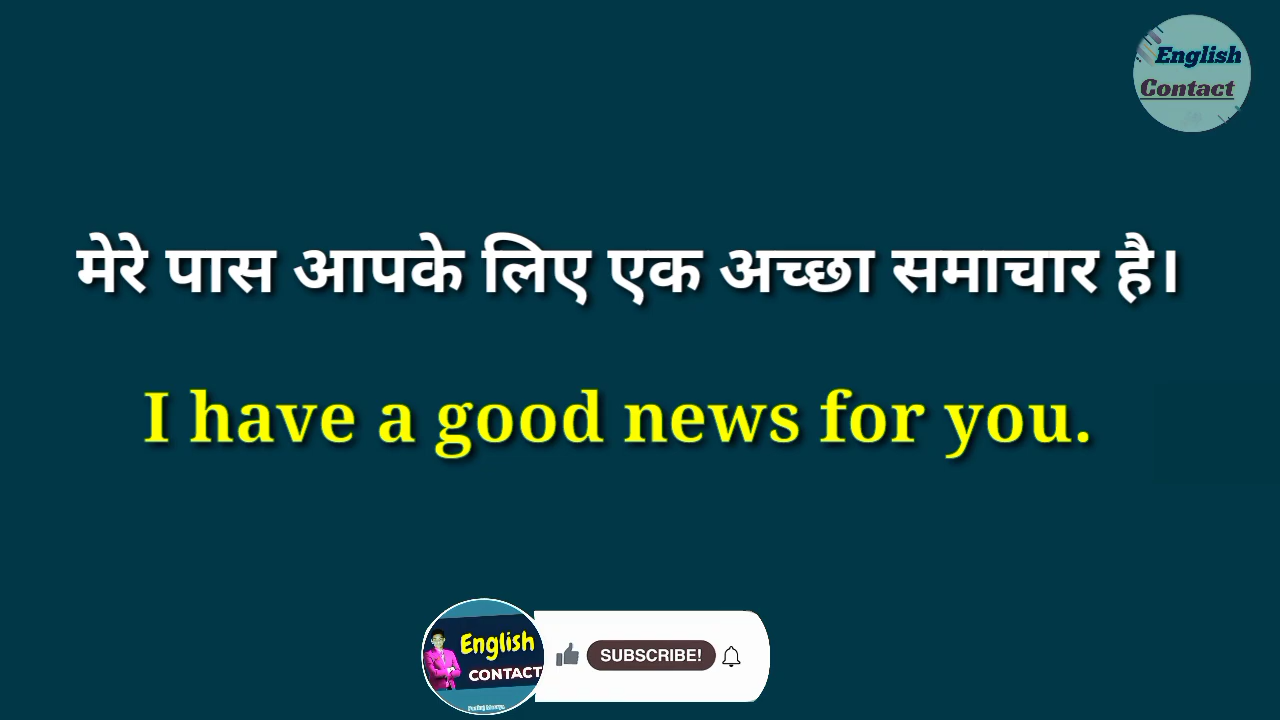 English
Contact
मेरे पास आपके लिए एक अच्छा समाचार है।
I have a good news for you.
English
CONTACT
SUBSCRIBE!